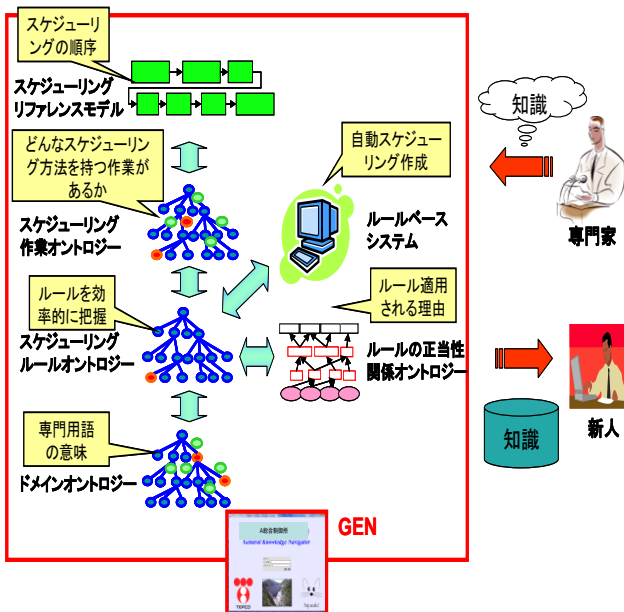 スケジューリ
ングの順序
スケジューリング
リファレンスモデル
どんなスケジューリン
グ方法を持つ作業が
あるか
スケジューリング
作業オントロジー
自動スケジュー
リング作成
ルールベース
システム
ルールを効
率的に把握
スケジューリング
ルールオントロジー
ルール適用
される理由
ルールの正当性
関係オントロジー
専門用語
の意味
ドメインオントロジー
知識
専門家
新人
知識
GEN
A総合制御所
General Knowledge Navigator
TEPCO